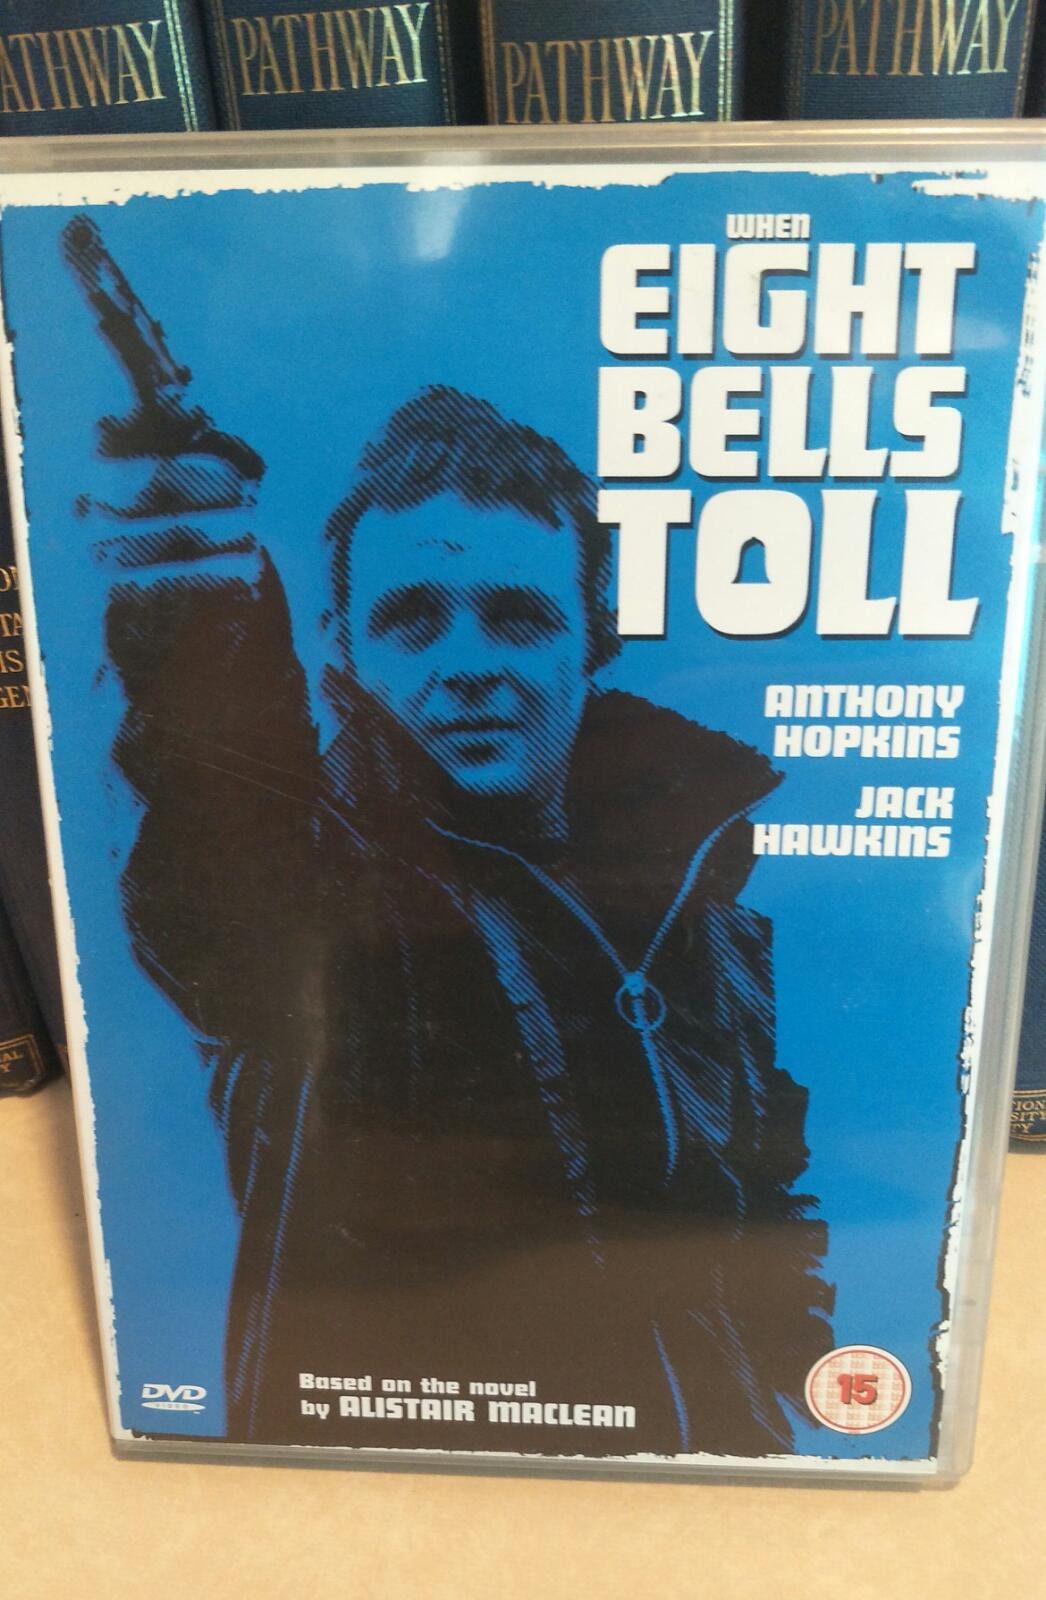 PATHWAY
PATHWAY
PATHWAY
WHEN
EIGHT
BELLS
TOLL
ANTHONY
HOPKINS
JACK
HAWKINS
Based on the novel
by ALISTAIR MACLEAN
DVD
VIDEO
15